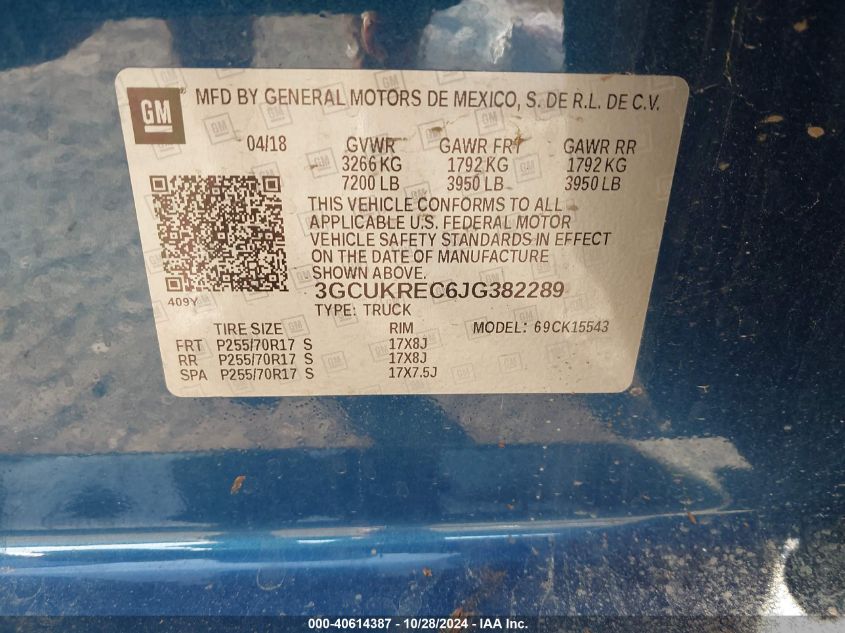 GM
MFD BY GENERAL MOTORS DE MEXICO, S. DE R.L. DE C.V.
04/18 GVWR GAWR FRT GAWR RR
3266 KG 1792 KG 1792 KG
7200 LB 3950 LB 3950 LB
THIS VEHICLE CONFORMS TO ALL
APPLICABLE U.S. FEDERAL MOTOR
VEHICLE SAFETY STANDARDS IN EFFECT
ON THE DATE OF MANUFACTURE
SHOWN ABOVE.
409Y
3GCUKREC6JG382289
TYPE: TRUCK
TIRE SIZE RIM MODEL: 69CK15543
FRT P255/70R17 S 17X8J
RR P255/70R17 S 17X8J
SPA P255/70R17 S 17X7.5J
000-40614387 - 10/28/2024 - IAA Inc.